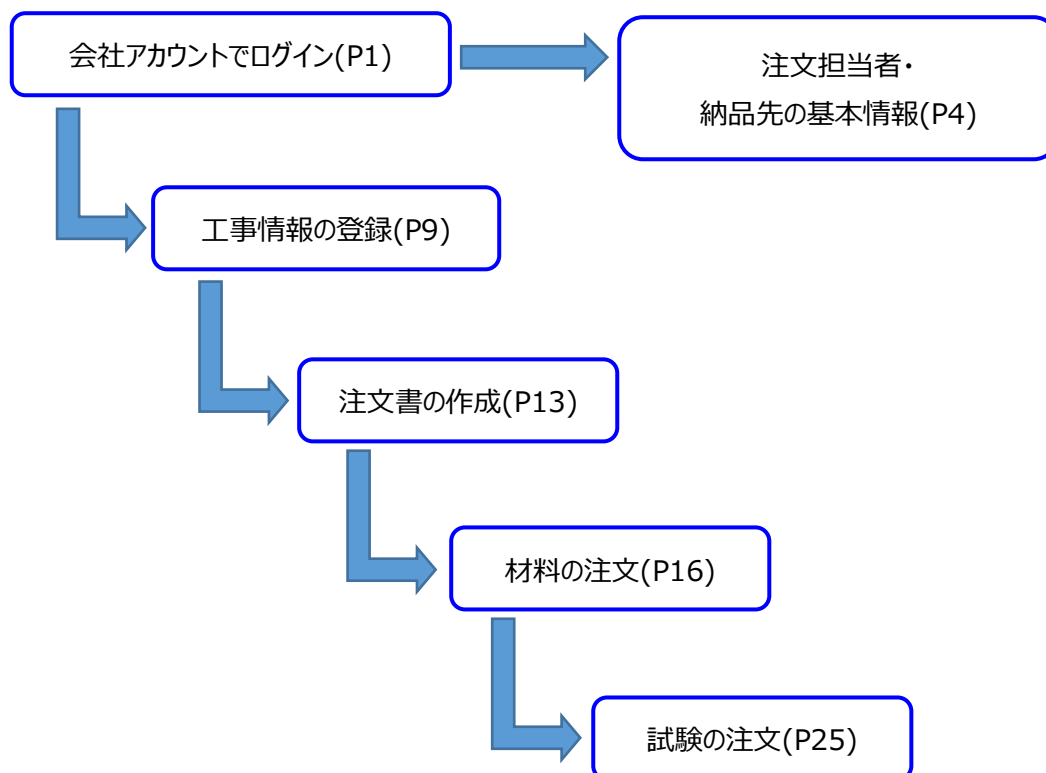 会社アカウントでログイン(P1)
注文担当者・
納品先の基本情報(P4)
工事情報の登録(P9)
注文書の作成(P13)
材料の注文(P16)
試験の注文(P25)